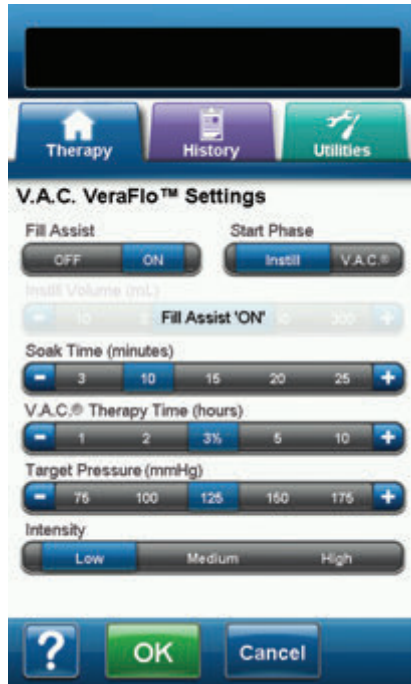 Therapy History Utilities
V.A.C. VeraFlo™ Settings
Fill Assist Start Phase
OFF ON Instill V.A.C.®
Instill Volume (mL)
Fill Assist 'ON'
Soak Time (minutes)
- 3 10 15 20 25 +
V.A.C.® Therapy Time (hours)
- 1 2 3½ 5 10 +
Target Pressure (mmHg)
- 75 100 125 150 175 +
Intensity
Low Medium High
? OK Cancel